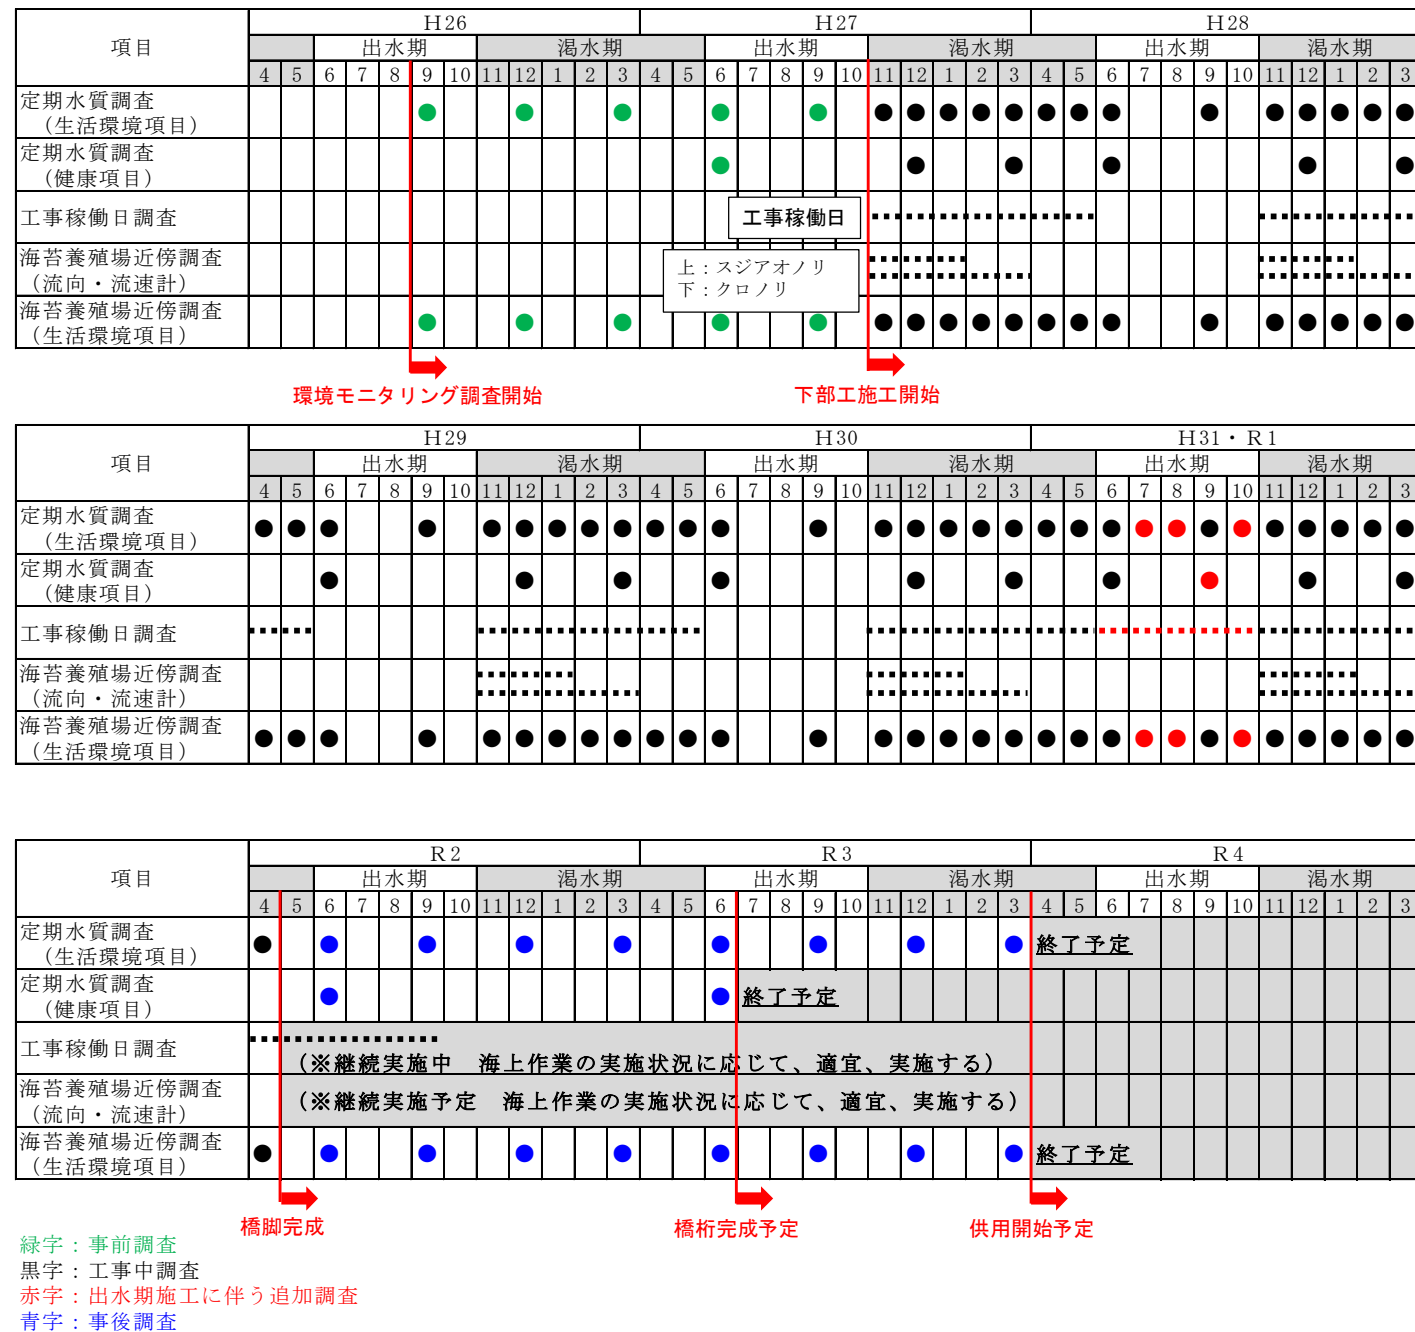 項目
H26 H27 H28
出水期 渇水期 出水期 渇水期 出水期 渇水期
4 5 6 7 8 9 10 11 12 1 2 3 4 5 6 7 8 9 10 11 12 1 2 3 4 5 6 7 8 9 10 11 12 1 2 3
定期水質調査
(生活環境項目)
定期水質調査
(健康項目)
工事稼働日調査
工事稼働日
海苔養殖場近傍調査
(流向・流速計)
上:スジアオノリ
下:クロノリ
海苔養殖場近傍調査
(生活環境項目)
環境モニタリング調査開始
下部工施工開始
項目
H29 H30 H31・R1
出水期 渇水期 出水期 渇水期 出水期 渇水期
4 5 6 7 8 9 10 11 12 1 2 3 4 5 6 7 8 9 10 11 12 1 2 3 4 5 6 7 8 9 10 11 12 1 2 3
定期水質調査
(生活環境項目)
定期水質調査
(健康項目)
工事稼働日調査
海苔養殖場近傍調査
(流向・流速計)
海苔養殖場近傍調査
(生活環境項目)
項目
R2 R3 R4
出水期 渇水期 出水期 渇水期 出水期 渇水期
4 5 6 7 8 9 10 11 12 1 2 3 4 5 6 7 8 9 10 11 12 1 2 3 4 5 6 7 8 9 10 11 12 1 2 3
定期水質調査
(生活環境項目)
終了予定
定期水質調査
(健康項目)
終了予定
工事稼働日調査
(※継続実施中 海上作業の実施状況に応じて、適宜、実施する)
海苔養殖場近傍調査
(流向・流速計)
(※継続実施予定 海上作業の実施状況に応じて、適宜、実施する)
海苔養殖場近傍調査
(生活環境項目)
終了予定
橋脚完成
橋桁完成予定
供用開始予定
緑字:事前調査
黒字:工事中調査
赤字:出水期施工に伴う追加調査
青字:事後調査